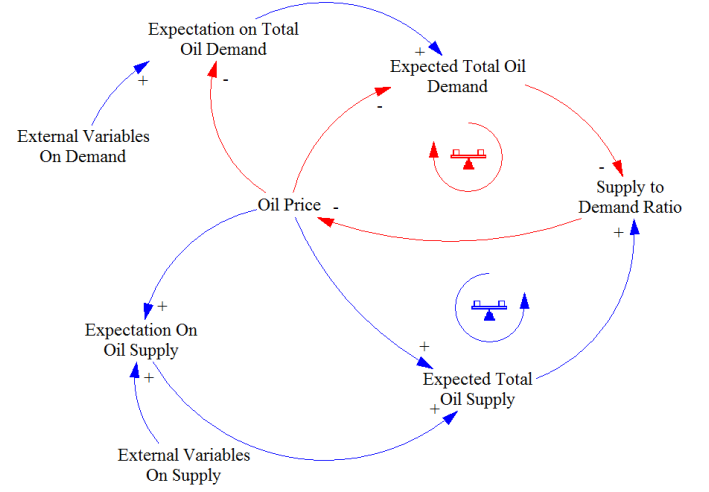 Expectation on Total
Oil Demand
+
Expected Total Oil
Demand
+
-
-
External Variables
On Demand
-
Supply to
Demand Ratio
Oil Price
-
+
+
Expectation On
Oil Supply
+
+
Expected Total
Oil Supply
+
External Variables
On Supply